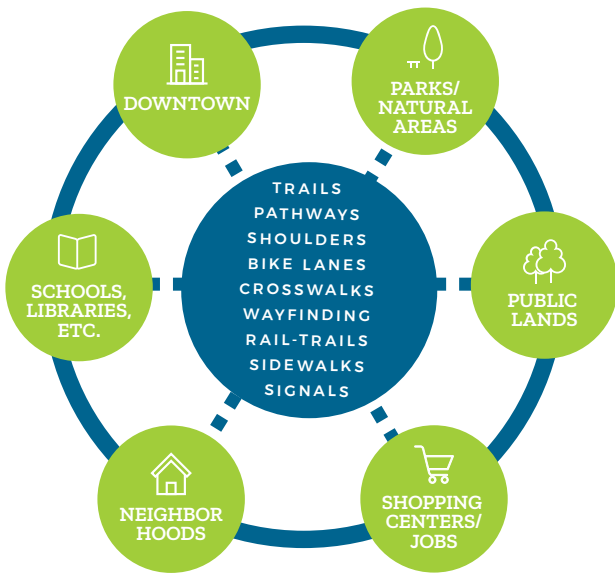 DOWNTOWN
PARKS/
NATURAL
AREAS
TRAILS
PATHWAYS
SHOULDERS
BIKE LANES
CROSSWALKS
WAYFINDING
RAIL-TRAILS
SIDEWALKS
SIGNALS
SCHOOLS,
LIBRARIES,
ETC.
PUBLIC
LANDS
NEIGHBOR
HOODS
SHOPPING
CENTERS/
JOBS